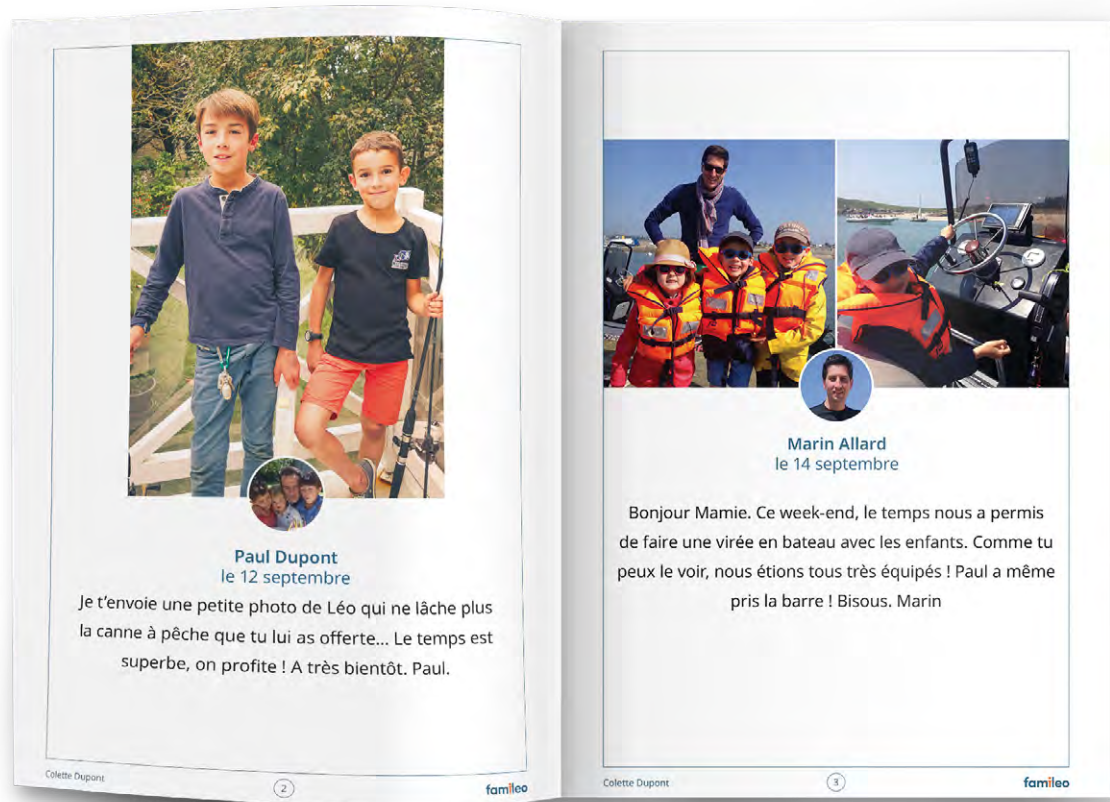 Paul Dupont
le 12 septembre
Je t'envoie une petite photo de Léo qui ne lâche plus
la canne à pêche que tu lui as offerte... Le temps est
superbe, on profite ! A très bientôt. Paul.
Colette Dupont
2
famileo
Marin Allard
le 14 septembre
Bonjour Mamie. Ce week-end, le temps nous a permis
de faire une virée en bateau avec les enfants. Comme tu
peux le voir, nous étions tous très équipés ! Paul a même
pris la barre ! Bisous. Marin
Colette Dupont
3
famileo